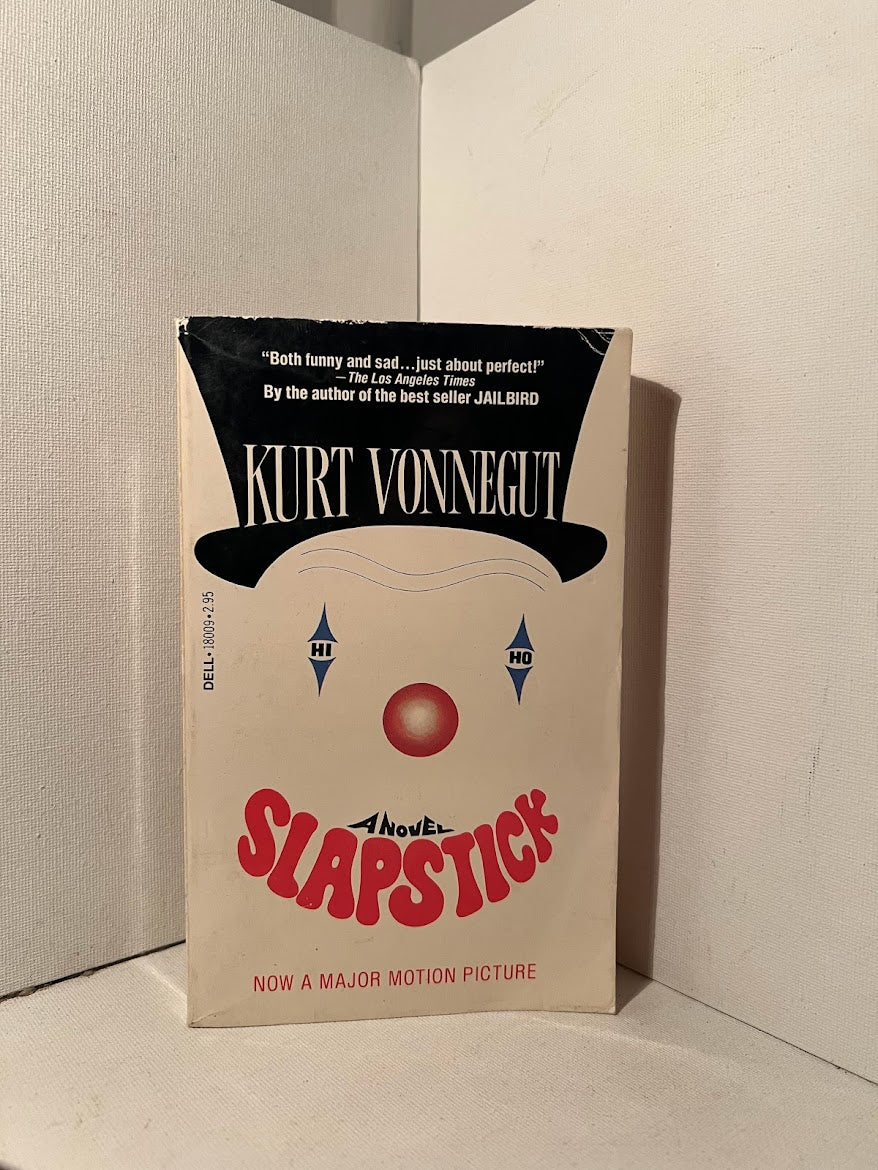 “Both funny and sad...just about perfect!”
—The Los Angeles Times
By the author of the best seller JAILBIRD
KURT VONNEGUT
DELL • 18009 • 2.95
HI
HO
A NOVEL
SLAPSTICK
NOW A MAJOR MOTION PICTURE